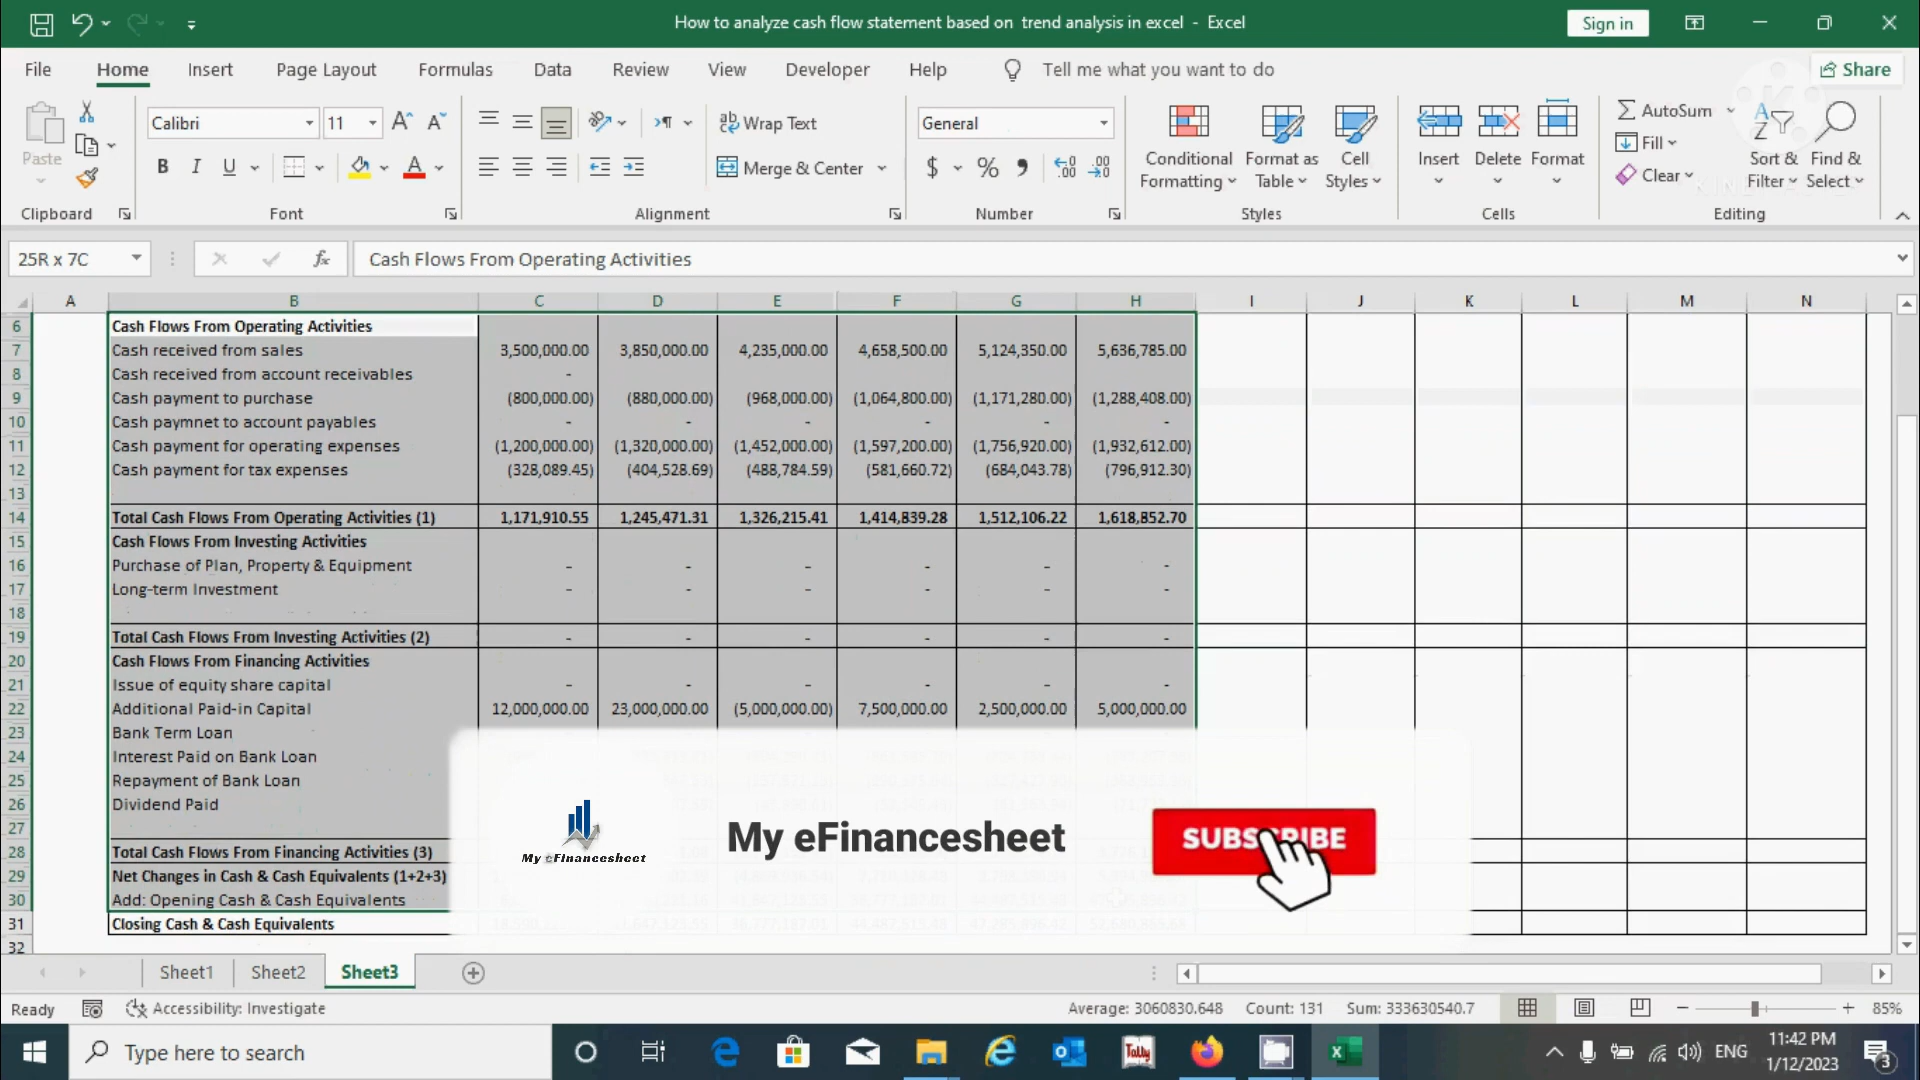 How to analyze cash flow statement based on trend analysis in excel - Excel
Sign in
File Home Insert Page Layout Formulas Data Review View Developer Help Tell me what you want to do Share
Paste
Clipboard
Calibri 11
B I U
Font
Wrap Text
Merge & Center
Alignment
General
$ % ,
Number
Conditional Formatting
Format as Table
Cell Styles
Styles
Insert Delete Format
Cells
AutoSum
Fill
Clear
Sort & Filter
Find & Select
Editing
25R x 7C fx Cash Flows From Operating Activities
A B C D E F G H I J K L M N
6 Cash Flows From Operating Activities
7 Cash received from sales 3,500,000.00 3,850,000.00 4,235,000.00 4,658,500.00 5,124,350.00 5,636,785.00
8 Cash received from account receivables -
9 Cash payment to purchase (800,000.00) (880,000.00) (968,000.00) (1,064,800.00) (1,171,280.00) (1,288,408.00)
10 Cash paymnet to account payables - - - - - -
11 Cash payment for operating expenses (1,200,000.00) (1,320,000.00) (1,452,000.00) (1,597,200.00) (1,756,920.00) (1,932,612.00)
12 Cash payment for tax expenses (328,089.45) (404,528.69) (488,784.59) (581,660.72) (684,043.78) (796,912.30)
13
14 Total Cash Flows From Operating Activities (1) 1,171,910.55 1,245,471.31 1,326,215.41 1,414,839.28 1,512,106.22 1,618,852.70
15 Cash Flows From Investing Activities
16 Purchase of Plan, Property & Equipment - - - - - -
17 Long-term Investment - - - - - -
18
19 Total Cash Flows From Investing Activities (2) - - - - - -
20 Cash Flows From Financing Activities
21 Issue of equity share capital - - - - - -
22 Additional Paid-in Capital 12,000,000.00 23,000,000.00 (5,000,000.00) 7,500,000.00 2,500,000.00 5,000,000.00
23 Bank Term Loan
24 Interest Paid on Bank Loan
25 Repayment of Bank Loan
26 Dividend Paid
27
28 Total Cash Flows From Financing Activities (3)
29 Net Changes in Cash & Cash Equivalents (1+2+3)
30 Add: Opening Cash & Cash Equivalents
31 Closing Cash & Cash Equivalents
32
My eFinancesheet
My eFinancesheet
SUBSCRIBE
Sheet1 Sheet2 Sheet3
Ready Accessibility: Investigate Average: 3060830.648 Count: 131 Sum: 333630540.7 85%
Type here to search
Tally
ENG
11:42 PM
1/12/2023
3